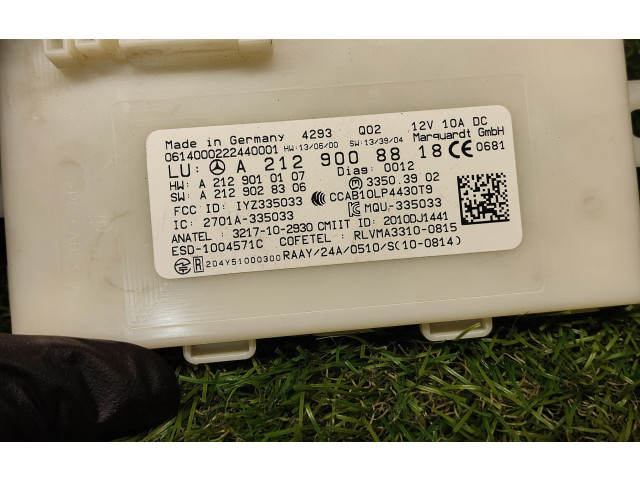 Made in Germany 4293 Q02 12V 10A DC
0614000222440001 HW:13/06/00 SW:13/39/04 Marquardt GmbH
LU: A 212 900 88 18 CE 0681
HW: A 212 901 01 07 Diag: 0012
SW: A 212 902 83 06 3350.3902
FCC ID: IYZ335033 CCAB10LP4430T9
IC: 2701A-335033 MQU-335033
ANATEL: 3217-10-2930 CMIIT ID: 2010DJ1441
ESD-1004571C COFETEL: RLVMA3310-0815
R 204Y51000300 RAAY/24A/0510/S(10-0814)